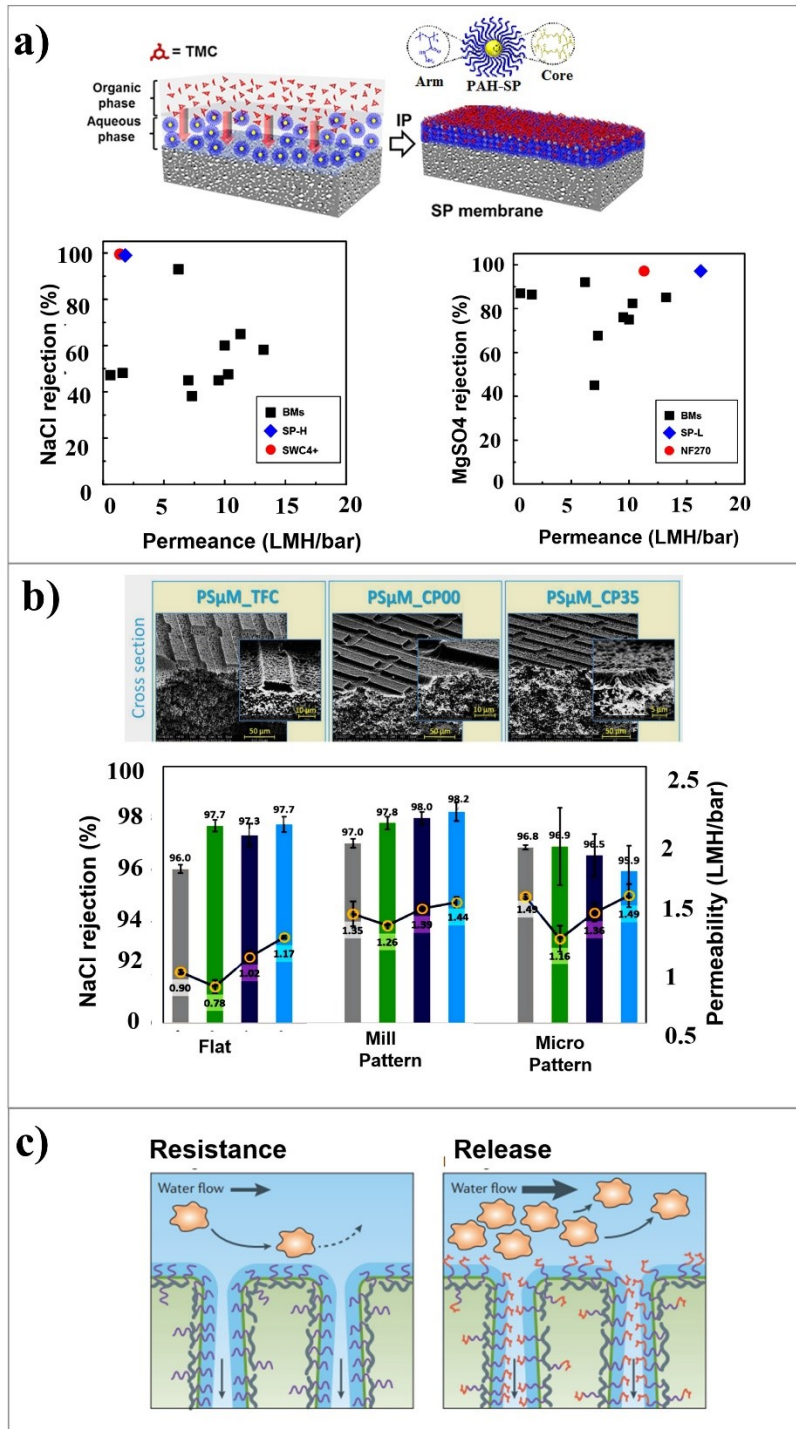 a)
= TMC
Organic
phase
Aqueous
phase
IP
Arm
PAH-SP
Core
SP membrane
NaCl rejection (%)
100
80
60
40
20
0
BMs
SP-H
SWC4+
0
5
10
15
20
Permeance (LMH/bar)
MgSO4 rejection (%)
100
80
60
40
20
0
BMs
SP-L
NF270
0
5
10
15
20
Permeance (LMH/bar)
b)
Cross section
PSµM_TFC
PSµM_CP00
PSµM_CP35
50 µm
10 µm
50 µm
10 µm
50 µm
5 µm
NaCl rejection (%)
100
98
96
94
92
0
96.0
97.7
97.3
97.7
0.90
0.78
1.02
1.17
97.0
97.8
98.0
98.2
1.35
1.26
1.39
1.44
96.8
96.9
96.5
95.9
1.49
1.16
1.36
1.49
Flat
Mill
Pattern
Micro
Pattern
2.5
2
1.5
1
0.5
Permeability (LMH/bar)
c)
Resistance
Water flow
Release
Water flow